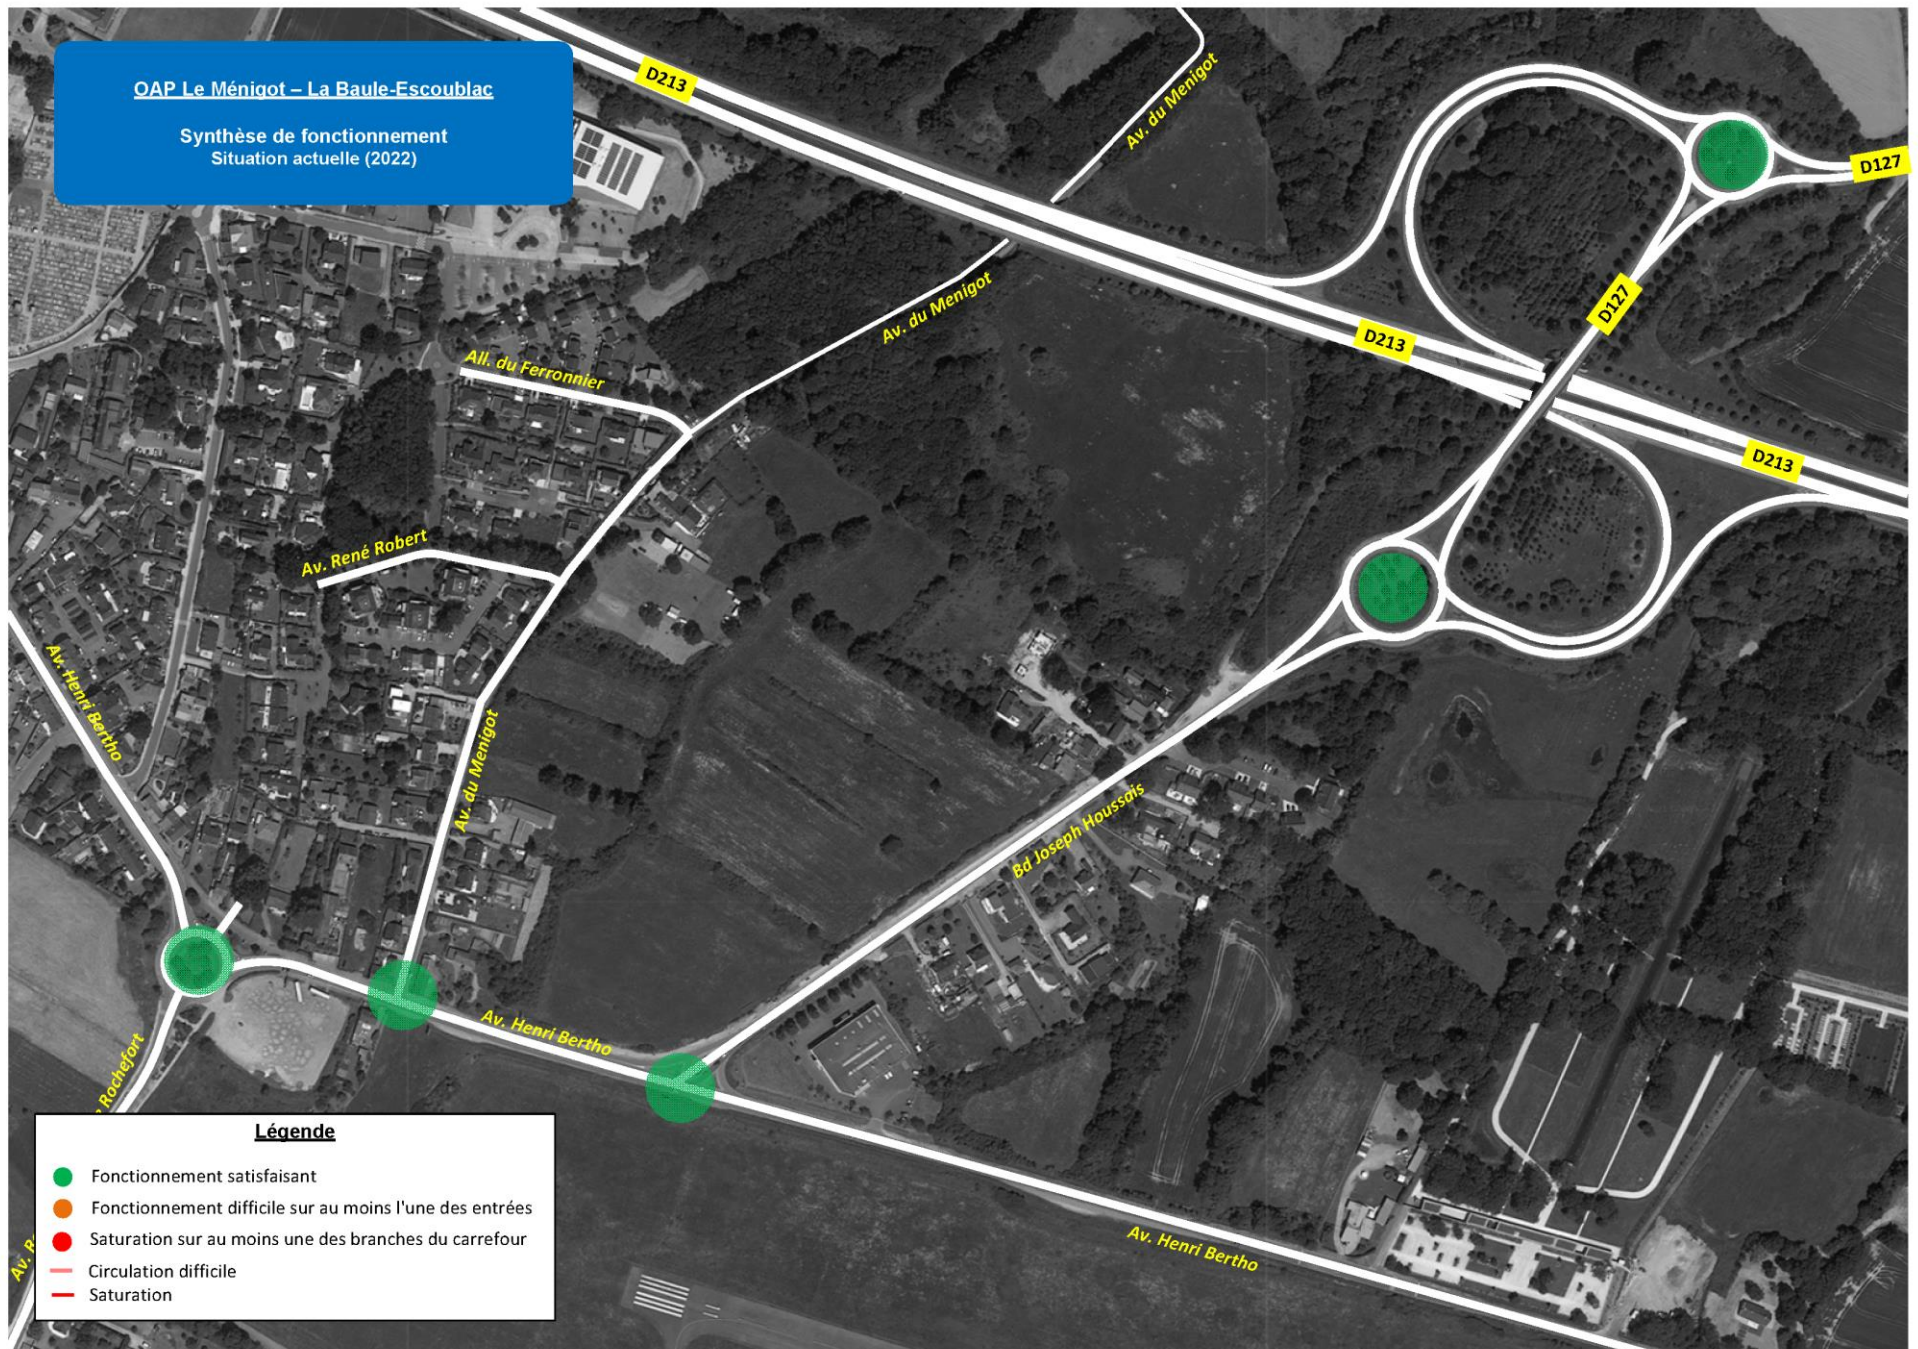 OAP Le Ménigot – La Baule-Escoublac
Synthèse de fonctionnement
Situation actuelle (2022)
D213
Av. du Menigot
D127
D127
Av. du Menigot
D213
All. du Ferronnier
D213
Av. René Robert
Av. Henri Bertho
Av. du Menigot
Bd Joseph Houssais
Av. Henri Bertho
Rochefort
Av.
Av. Henri Bertho
Légende
Fonctionnement satisfaisant
Fonctionnement difficile sur au moins l'une des entrées
Saturation sur au moins une des branches du carrefour
Circulation difficile
Saturation